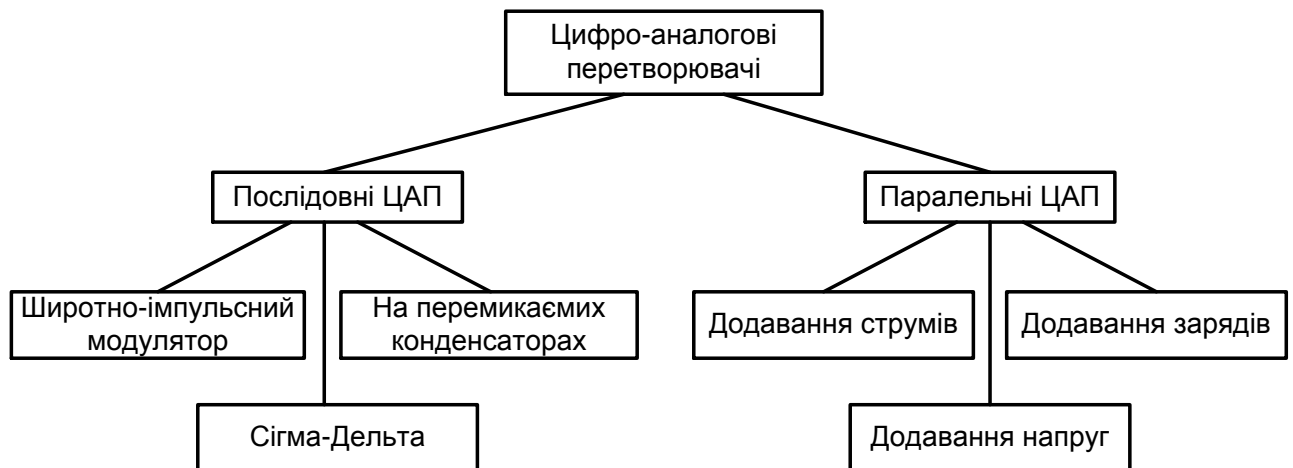 Цифро-аналогові
перетворювачі
Послідовні ЦАП
Паралельні ЦАП
Широтно-імпульсний
модулятор
На перемикаємих
конденсаторах
Додавання струмів
Додавання зарядів
Сігма-Дельта
Додавання напруг